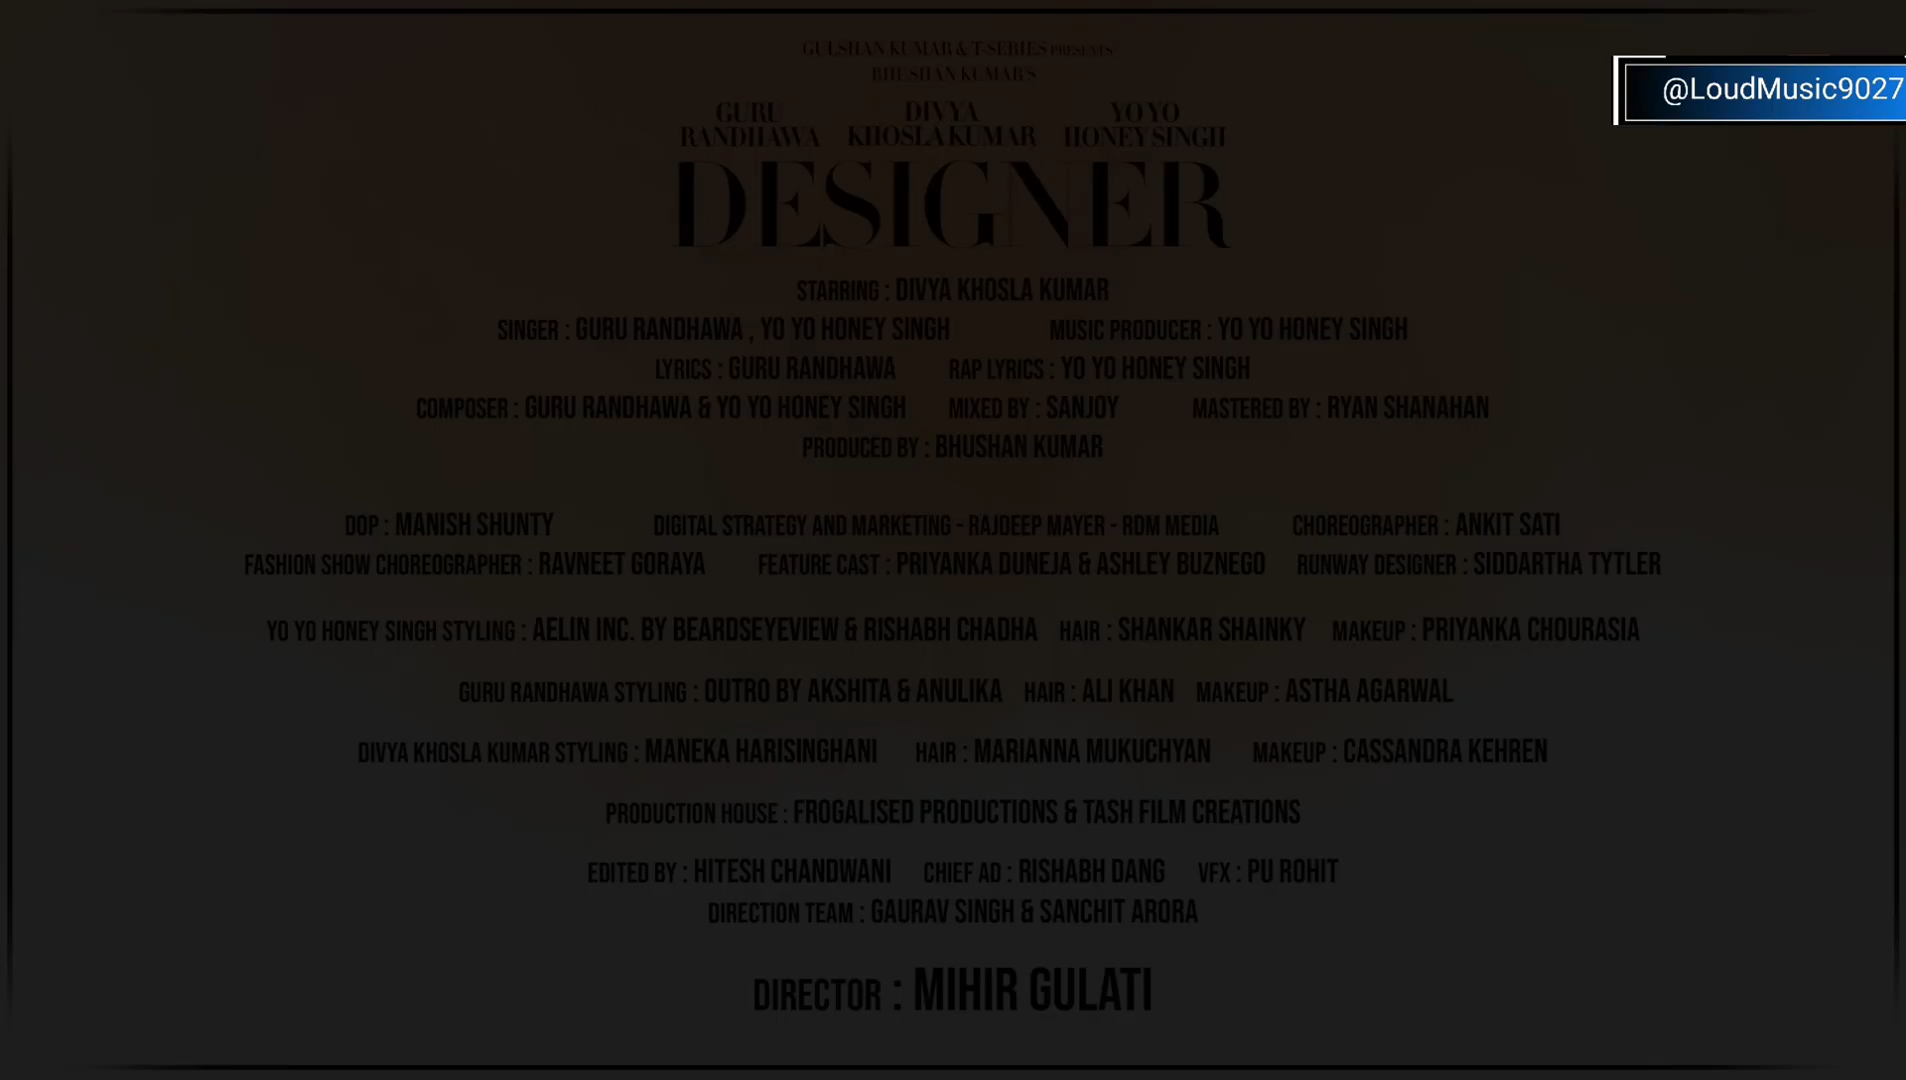 GULSHAN KUMAR & T-SERIES PRESENTS
@LoudMusic9027
BHUSHAN KUMAR'S
GURU RANDHAWA DIVYA KHOSLA KUMAR YO YO HONEY SINGH
DESIGNER
STARRING : DIVYA KHOSLA KUMAR
SINGER : GURU RANDHAWA , YO YO HONEY SINGH MUSIC PRODUCER : YO YO HONEY SINGH
LYRICS : GURU RANDHAWA RAP LYRICS : YO YO HONEY SINGH
COMPOSER : GURU RANDHAWA & YO YO HONEY SINGH MIXED BY : SANJOY MASTERED BY : RYAN SHANAHAN
PRODUCED BY : BHUSHAN KUMAR
DOP : MANISH SHUNTY DIGITAL STRATEGY AND MARKETING - RAJDEEP MAYER - RDM MEDIA CHOREOGRAPHER : ANKIT SATI
FASHION SHOW CHOREOGRAPHER : RAVNEET GORAYA FEATURE CAST : PRIYANKA DUNEJA & ASHLEY BUZNEGO RUNWAY DESIGNER : SIDDARTHA TYTLER
YO YO HONEY SINGH STYLING : AELIN INC. BY BEARDSEYEVIEW & RISHABH CHADHA HAIR : SHANKAR SHAINKY MAKEUP : PRIYANKA CHOURASIA
GURU RANDHAWA STYLING : OUTRO BY AKSHITA & ANULIKA HAIR : ALI KHAN MAKEUP : ASTHA AGARWAL
DIVYA KHOSLA KUMAR STYLING : MANEKA HARISINGHANI HAIR : MARIANNA MUKUCHYAN MAKEUP : CASSANDRA KEHREN
PRODUCTION HOUSE : FROGALISED PRODUCTIONS & TASH FILM CREATIONS
EDITED BY : HITESH CHANDWANI CHIEF AD : RISHABH DANG VFX : PU ROHIT
DIRECTION TEAM : GAURAV SINGH & SANCHIT ARORA
DIRECTOR : MIHIR GULATI